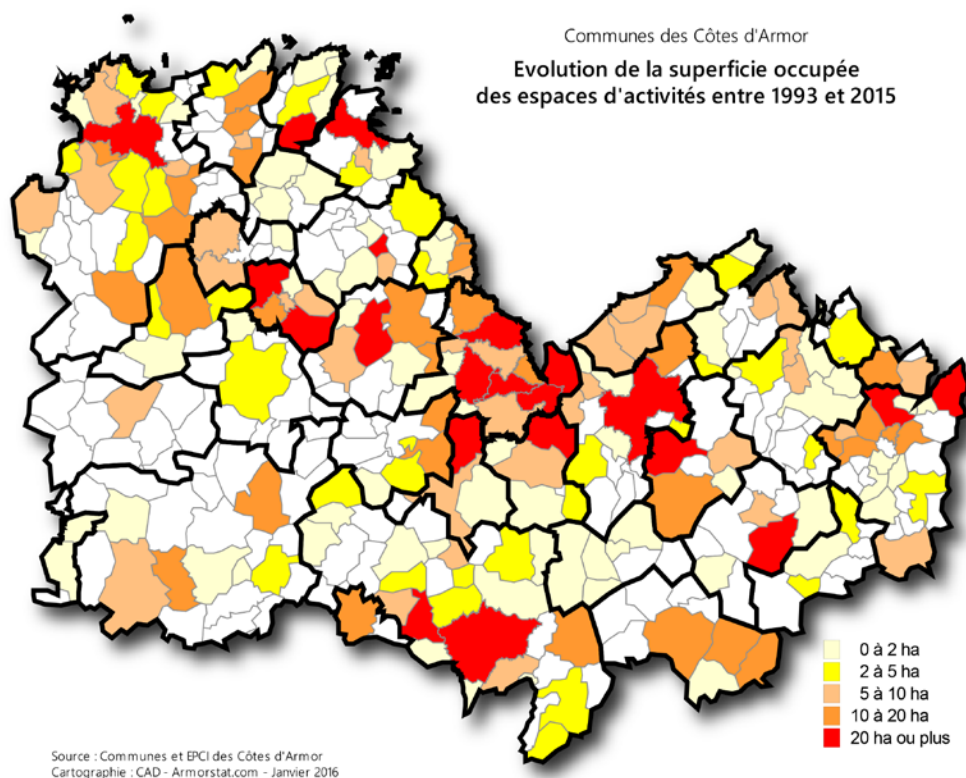 Communes des Côtes d'Armor
Evolution de la superficie occupée
des espaces d'activités entre 1993 et 2015
0 à 2 ha
2 à 5 ha
5 à 10 ha
10 à 20 ha
20 ha ou plus
Source : Communes et EPCI des Côtes d'Armor
Cartographie : CAD - Armorstat.com - Janvier 2016